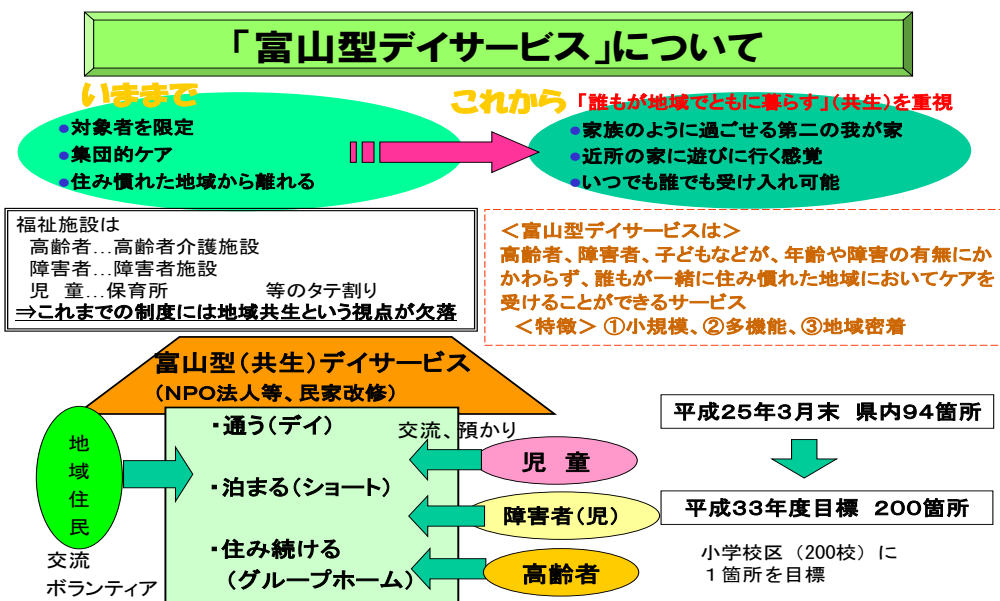 「富山型デイサービス」について
いままで
●対象者を限定
●集団的ケア
●住み慣れた地域から離れる
これから
「誰もが地域でともに暮らす」(共生)を重視
●家族のように過ごせる第二の我が家
●近所の家に遊びに行く感覚
●いつでも誰でも受け入れ可能
福祉施設は
高齢者…高齢者介護施設
障害者…障害者施設
児 童…保育所 等のタテ割り
⇒これまでの制度には地域共生という視点が欠落
＜富山型デイサービスは＞
高齢者、障害者、子どもなどが、年齢や障害の有無にか
かわらず、誰もが一緒に住み慣れた地域においてケアを
受けることができるサービス
＜特徴＞ ①小規模、②多機能、③地域密着
富山型(共生)デイサービス
(NPO法人等、民家改修)
地
域
住
民
交流
ボランティア
・通う(デイ)
・泊まる(ショート)
・住み続ける
(グループホーム)
交流、預かり
児 童
障害者(児)
高齢者
平成25年3月末 県内94箇所
平成33年度目標 200箇所
小学校区（200校）に
１箇所を目標